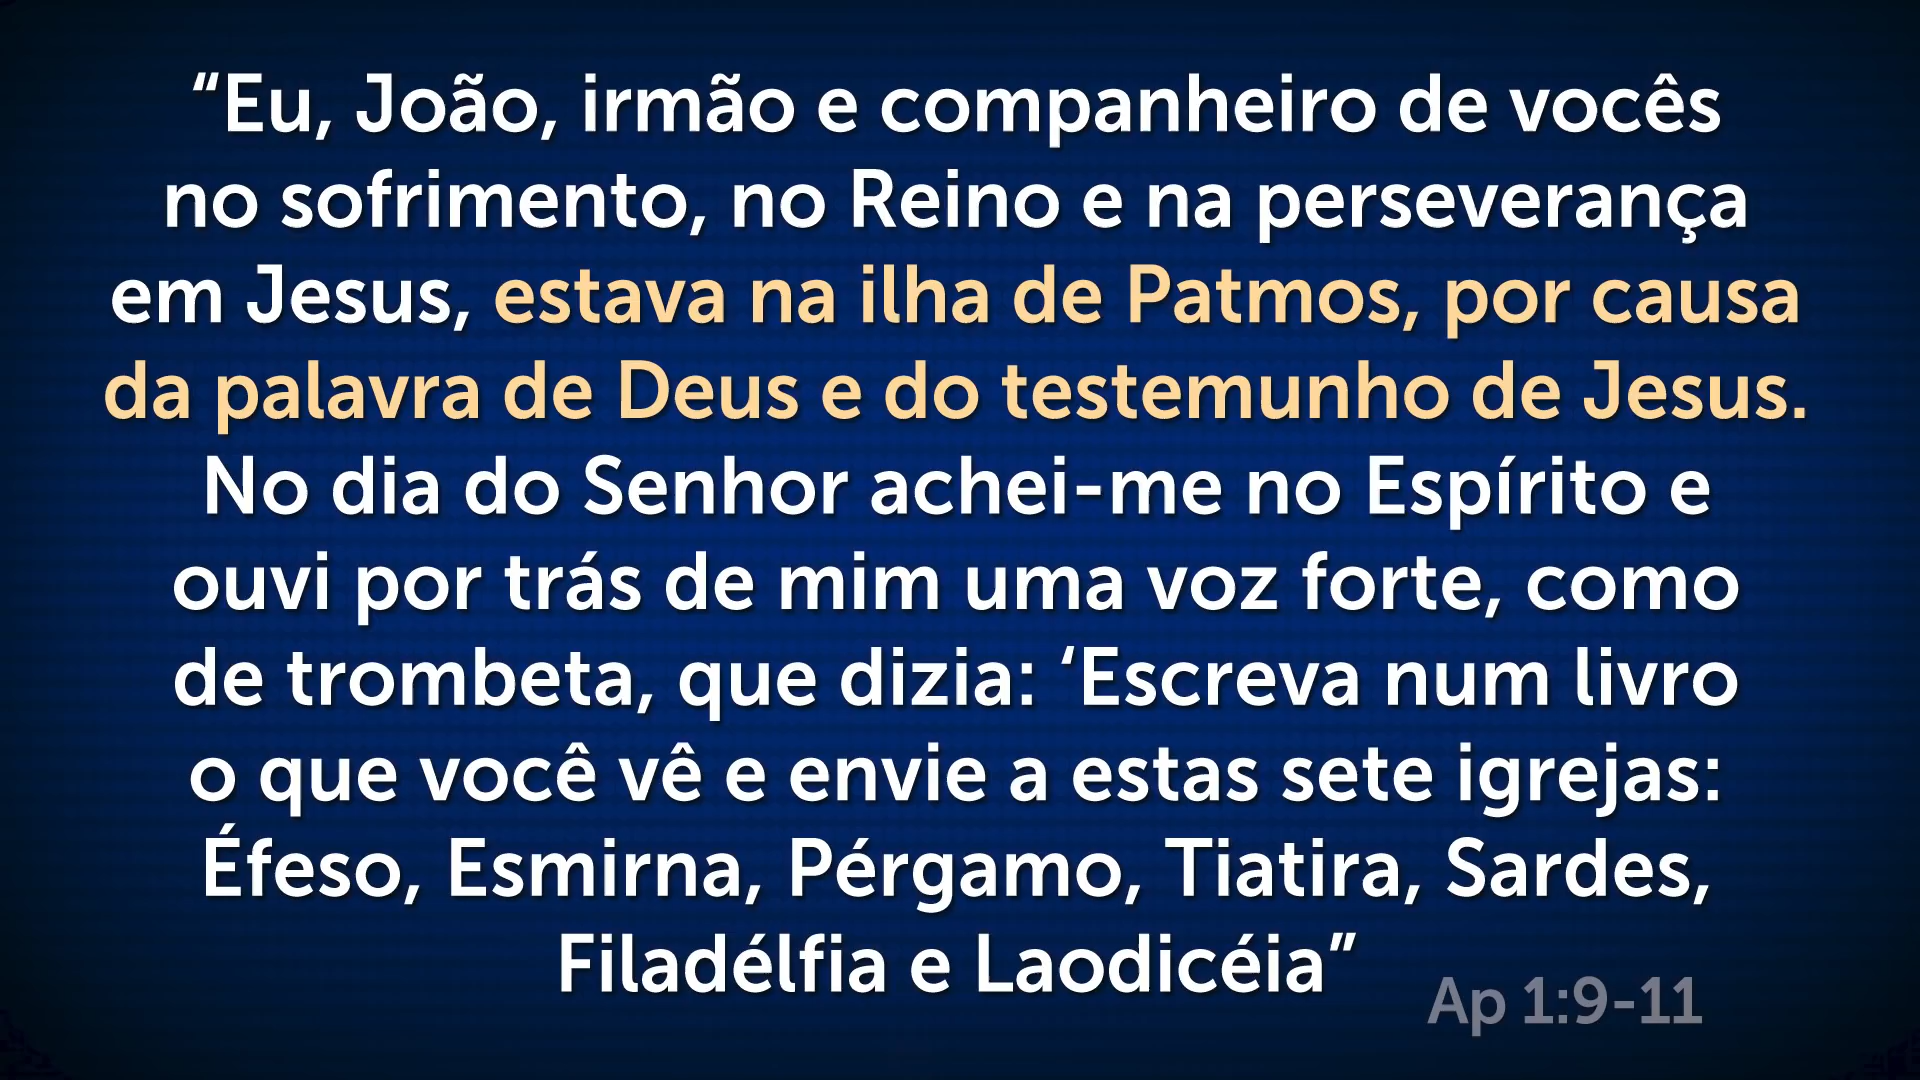 “Eu, João, irmão e companheiro de vocês
no sofrimento, no Reino e na perseverança
em Jesus, estava na ilha de Patmos, por causa
da palavra de Deus e do testemunho de Jesus.
No dia do Senhor achei-me no Espírito e
ouvi por trás de mim uma voz forte, como
de trombeta, que dizia: ‘Escreva num livro
o que você vê e envie a estas sete igrejas:
Éfeso, Esmirna, Pérgamo, Tiatira, Sardes,
Filadélfia e Laodicéia”
Ap 1:9-11